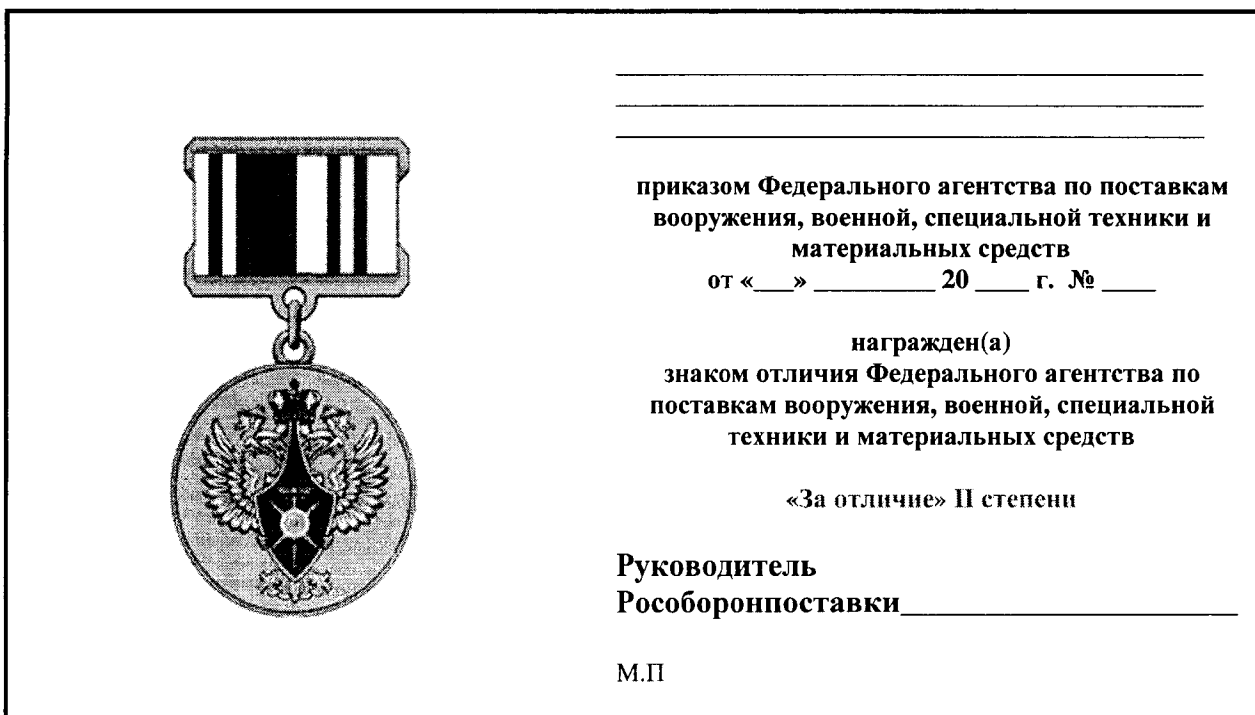 приказом Федерального агентства по поставкам
вооружения, военной, специальной техники и
материальных средств
от «___» _________ 20 ____ г. № ____
награжден(а)
знаком отличия Федерального агентства по
поставкам вооружения, военной, специальной
техники и материальных средств
«За отличие» II степени
Руководитель
Рособоронпоставки_______________________
М.П